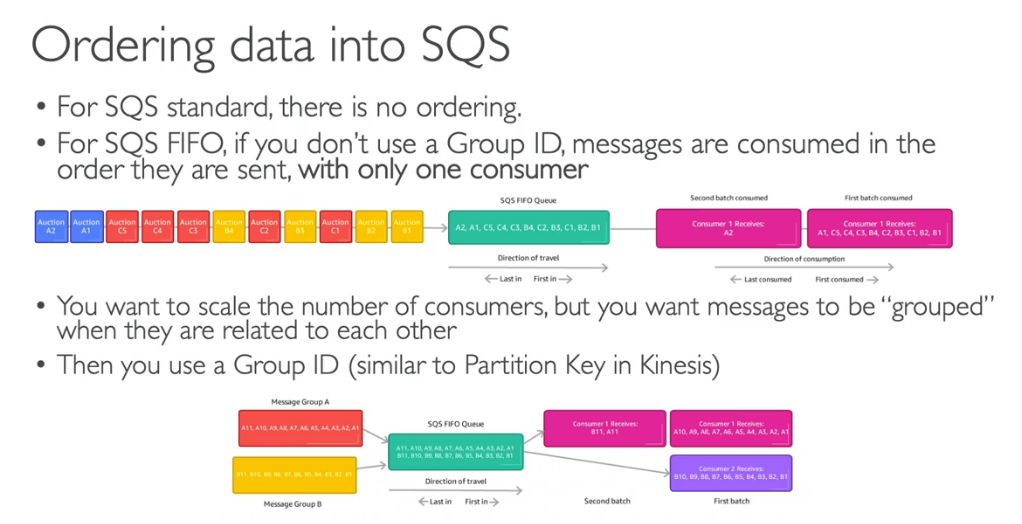 Ordering data into SQS
• For SQS standard, there is no ordering.
• For SQS FIFO, if you don't use a Group ID, messages are consumed in the
order they are sent, with only one consumer
Auction A2
Auction A1
Auction C5
Auction C4
Auction C3
Auction B4
Auction C2
Auction B3
Auction C1
Auction B2
Auction B1
SQS FIFO Queue
A2, A1, C5, C4, C3, B4, C2, B3, C1, B2, B1
Direction of travel
Last in First in
Second batch consumed
Consumer 1 Receives:
A2
First batch consumed
Consumer 1 Receives:
A1, C5, C4, C3, B4, C2, B3, C1, B2, B1
Direction of consumption
Last consumed First consumed
• You want to scale the number of consumers, but you want messages to be "grouped"
when they are related to each other
• Then you use a Group ID (similar to Partition Key in Kinesis)
Message Group A
A11, A10, A9, A8, A7, A6, A5, A4, A3, A2, A1
B11, B10, B9, B8, B7, B6, B5, B4, B3, B2, B1
Message Group B
SQS FIFO Queue
A11, A10, A9, A8, A7, A6, A5, A4, A3, A2, A1
B11, B10, B9, B8, B7, B6, B5, B4, B3, B2, B1
Direction of travel
Last in First in
Consumer 1 Receives:
B11, A11
Consumer 1 Receives:
A10, A9, A8, A7, A6, A5, A4, A3, A2, A1
Consumer 2 Receives:
B10, B9, B8, B7, B6, B5, B4, B3, B2, B1
Second batch
First batch